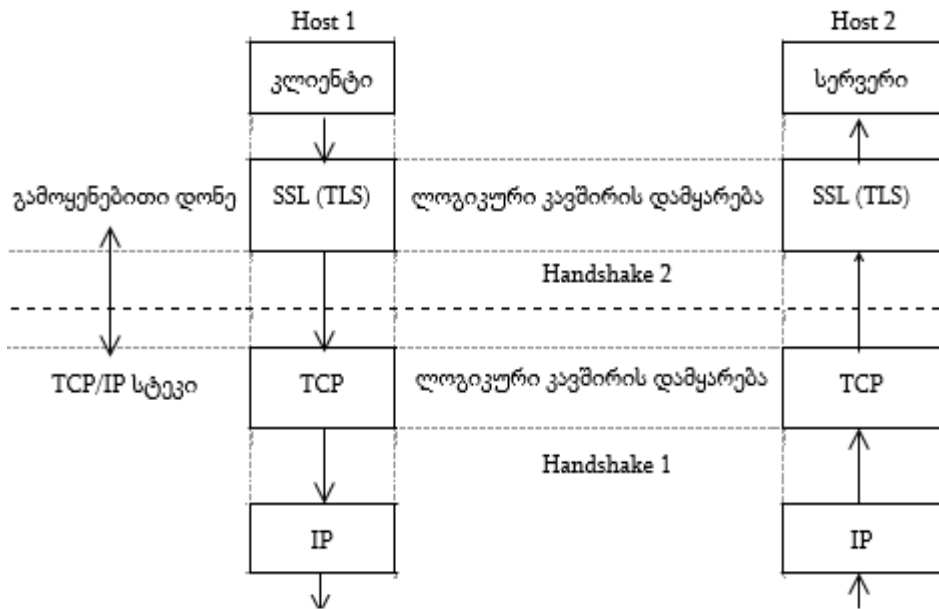 Host 1 Host 2
კლიენტი სერვერი
გამოყენებითი დონე SSL (TLS) ლოგიკური კავშირის დამყარება SSL (TLS)
Handshake 2
TCP/IP სტეკი TCP ლოგიკური კავშირის დამყარება TCP
Handshake 1
IP IP